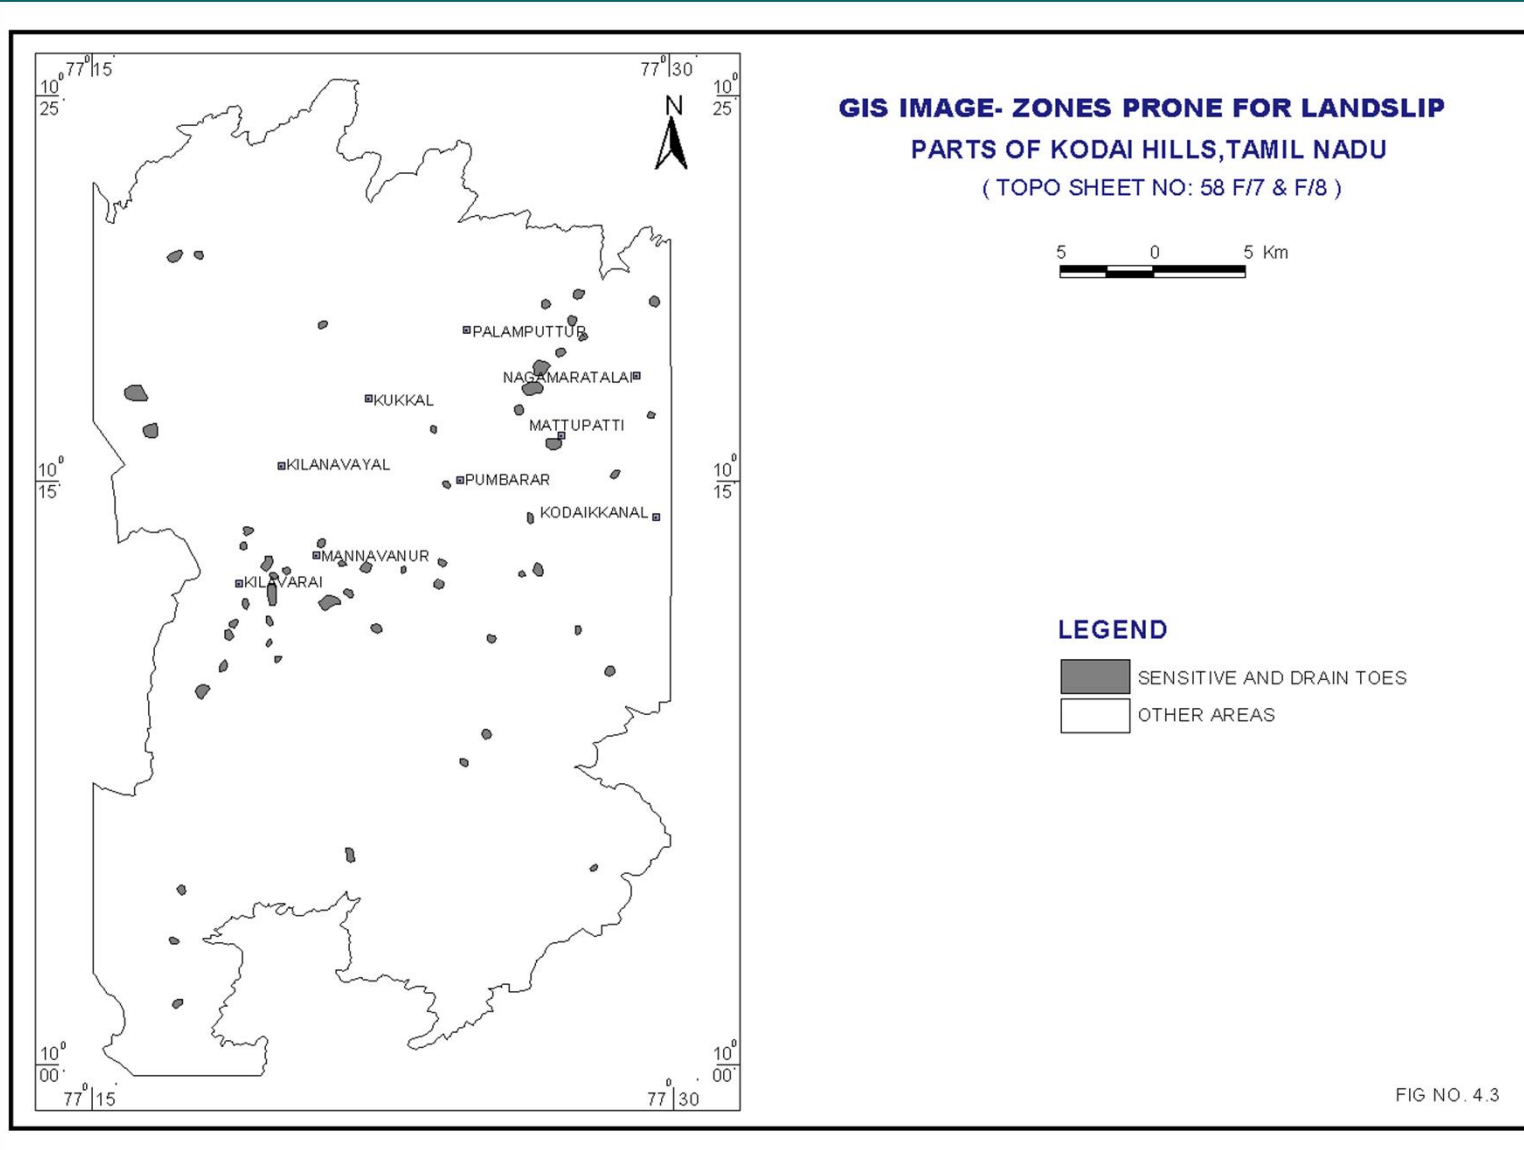 77°15'
77°30'
10°
25'
10°
25'
N
GIS IMAGE- ZONES PRONE FOR LANDSLIP
PARTS OF KODAI HILLS,TAMIL NADU
( TOPO SHEET NO: 58 F/7 & F/8 )
5 0 5 Km
PALAMPUTTUR
NAGAMARATALAI
KUKKAL
MATTUPATTI
KILANAVAYAL
10°
15'
10°
15'
PUMBARAR
KODAIKKANAL
MANNAVANUR
KILAVARAI
LEGEND
SENSITIVE AND DRAIN TOES
OTHER AREAS
10°
00'
10°
00'
77°15'
77°30'
FIG NO. 4.3